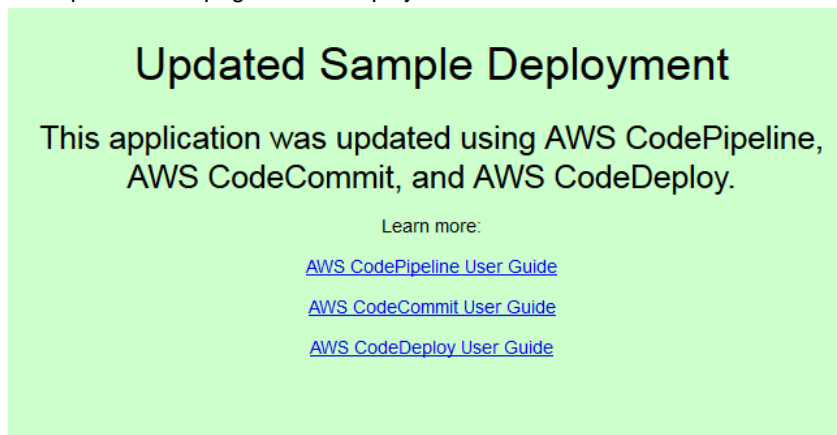 Updated Sample Deployment
This application was updated using AWS CodePipeline,
AWS CodeCommit, and AWS CodeDeploy.
Learn more:
AWS CodePipeline User Guide
AWS CodeCommit User Guide
AWS CodeDeploy User Guide